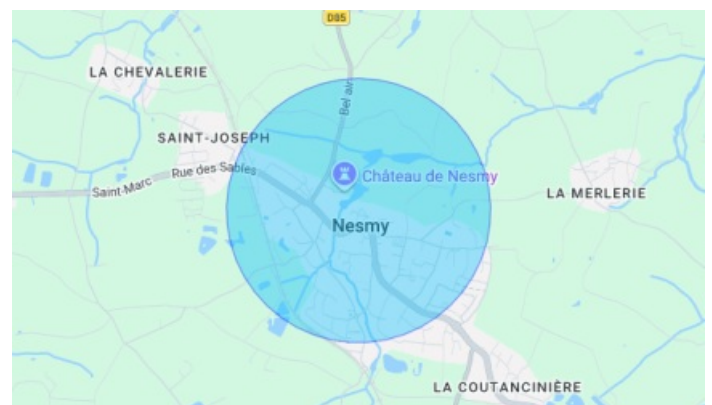 D85
LA CHEVALERIE
Bel air
SAINT-JOSEPH
Rue des Sables
Saint-Marc
Château de Nesmy
LA MERLERIE
Nesmy
LA COUTANCINIÈRE